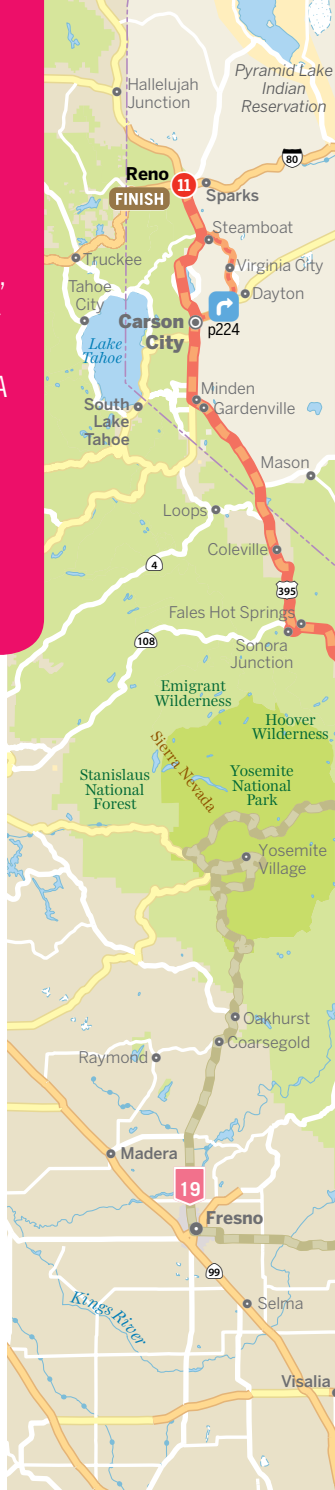 Pyramid Lake
Indian
Reservation
Hallelujah
Junction
80
Reno
11
FINISH
Sparks
Steamboat
Truckee
Virginia City
Tahoe
City
Dayton
Carson
City
p224
Lake
Tahoe
A
Minden
Gardenville
South
Lake
Tahoe
Mason
Loops
Coleville
4
395
Fales Hot Springs
108
Sonora
Junction
Emigrant
Wilderness
Hoover
Wilderness
Sierra Nevada
Stanislaus
National
Forest
Yosemite
National
Park
Yosemite
Village
Oakhurst
Coarsegold
Raymond
Madera
19
Fresno
99
Kings River
Selma
Visalia